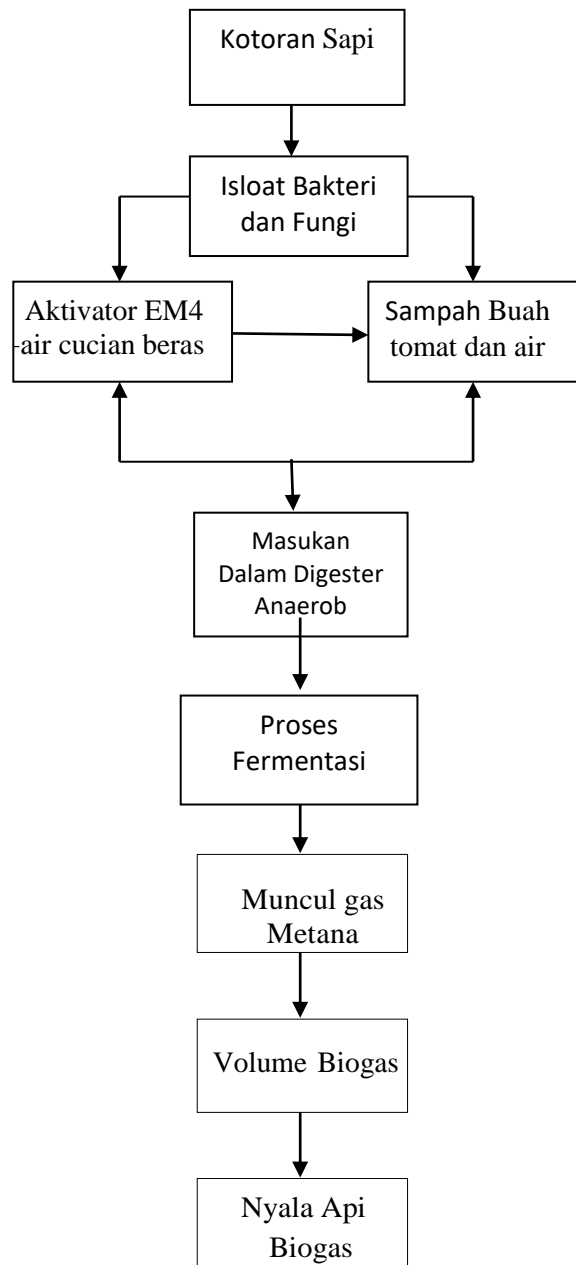 Kotoran Sapi
Isloat Bakteri
dan Fungi
Aktivator EM4
-air cucian beras
Sampah Buah
tomat dan air
Masukan
Dalam Digester
Anaerob
Proses
Fermentasi
Muncul gas
Metana
Volume Biogas
Nyala Api
Biogas